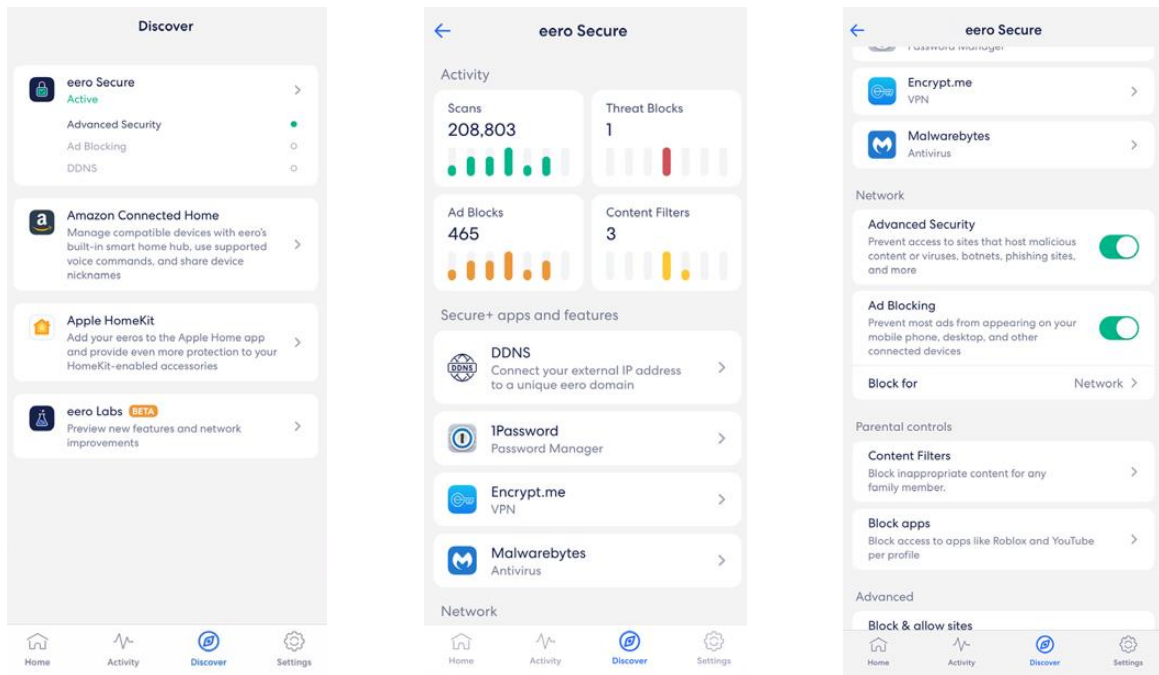 Discover
eero Secure
Active
Advanced Security
Ad Blocking
DDNS
Amazon Connected Home
Manage compatible devices with eero's
built-in smart home hub, use supported
voice commands, and share device
nicknames
Apple HomeKit
Add your eeros to the Apple Home app
and provide even more protection to your
HomeKit-enabled accessories
eero Labs BETA
Preview new features and network
improvements
Home Activity Discover Settings
eero Secure
Activity
Scans
208,803
Threat Blocks
1
Ad Blocks
465
Content Filters
3
Secure+ apps and features
DDNS
DDNS
Connect your external IP address
to a unique eero domain
1Password
Password Manager
Encrypt.me
VPN
Malwarebytes
Antivirus
Network
Home Activity Discover Settings
eero Secure
Password Manager
Encrypt.me
VPN
Malwarebytes
Antivirus
Network
Advanced Security
Prevent access to sites that host malicious
content or viruses, botnets, phishing sites,
and more
Ad Blocking
Prevent most ads from appearing on your
mobile phone, desktop, and other
connected devices
Block for Network
Parental controls
Content Filters
Block inappropriate content for any
family member.
Block apps
Block access to apps like Roblox and YouTube
per profile
Advanced
Block & allow sites
Home Activity Discover Settings